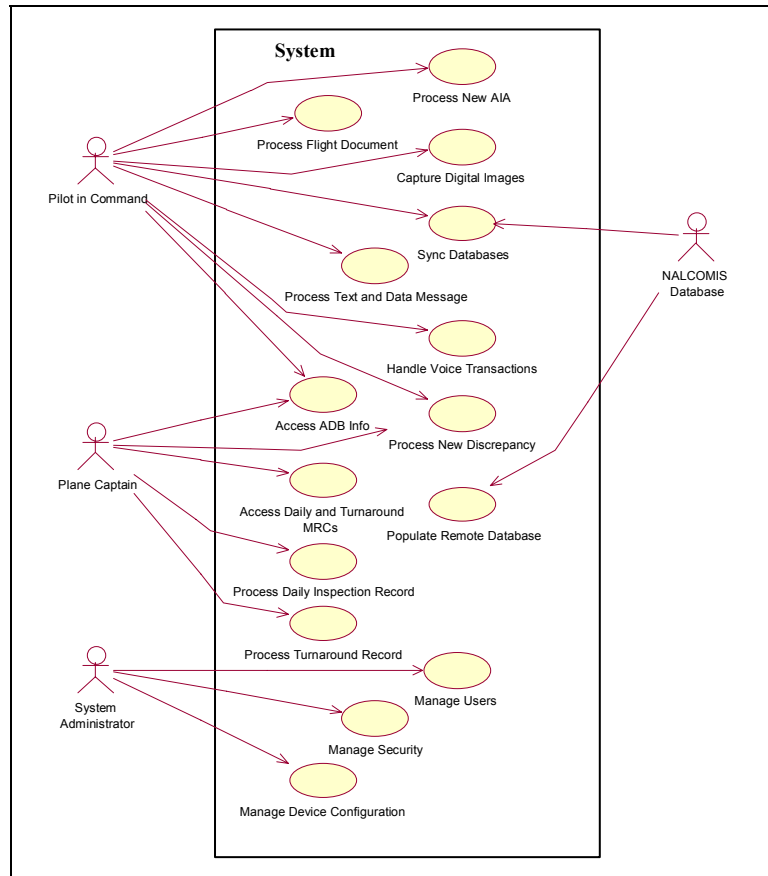 System
Process New AIA
Process Flight Document
Pilot in Command
Capture Digital Images
Sync Databases
NALCOMIS
Database
Process Text and Data Message
Handle Voice Transactions
Access ADB Info
Process New Discrepancy
Plane Captain
Access Daily and Turnaround
MRCs
Populate Remote Database
Process Daily Inspection Record
Process Turnaround Record
Manage Users
System
Administrator
Manage Security
Manage Device Configuration